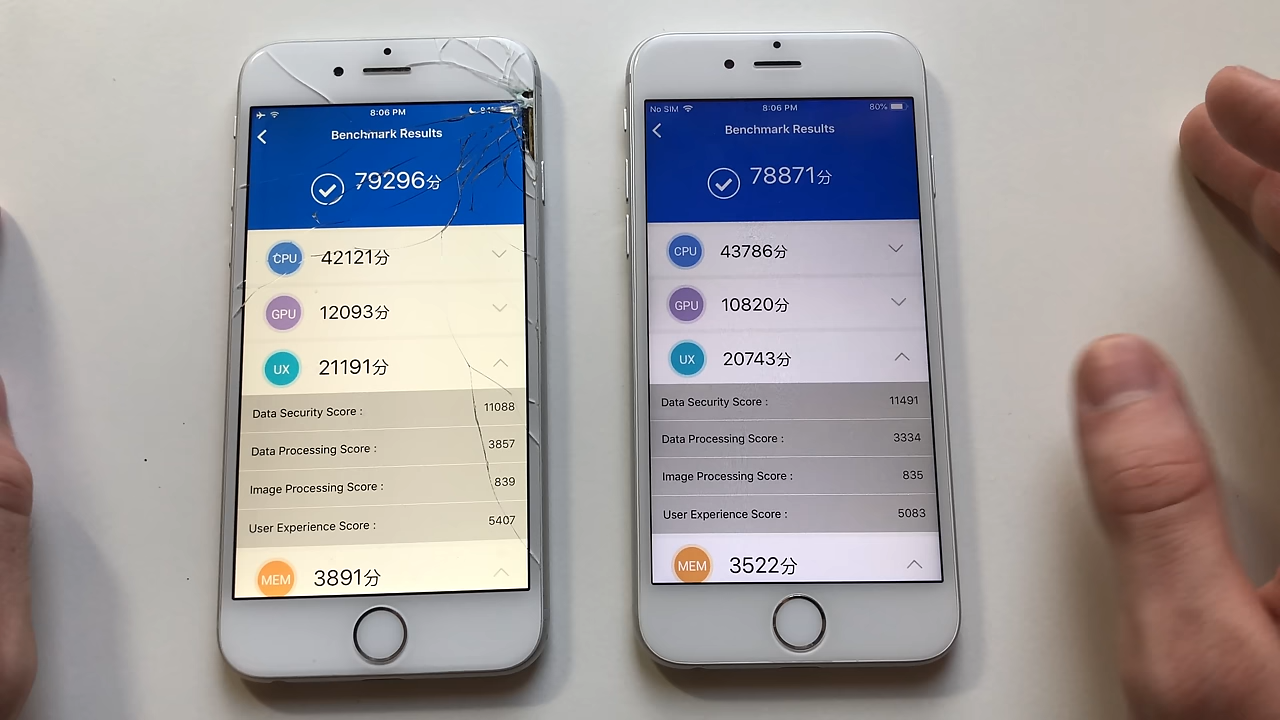 8:06 PM 84%
Benchmark Results
79296分
CPU 42121分
GPU 12093分
UX 21191分
Data Security Score : 11088
Data Processing Score : 3857
Image Processing Score : 839
User Experience Score : 5407
MEM 3891分
No SIM 8:06 PM 80%
Benchmark Results
78871分
CPU 43786分
GPU 10820分
UX 20743分
Data Security Score : 11491
Data Processing Score : 3334
Image Processing Score : 835
User Experience Score : 5083
MEM 3522分